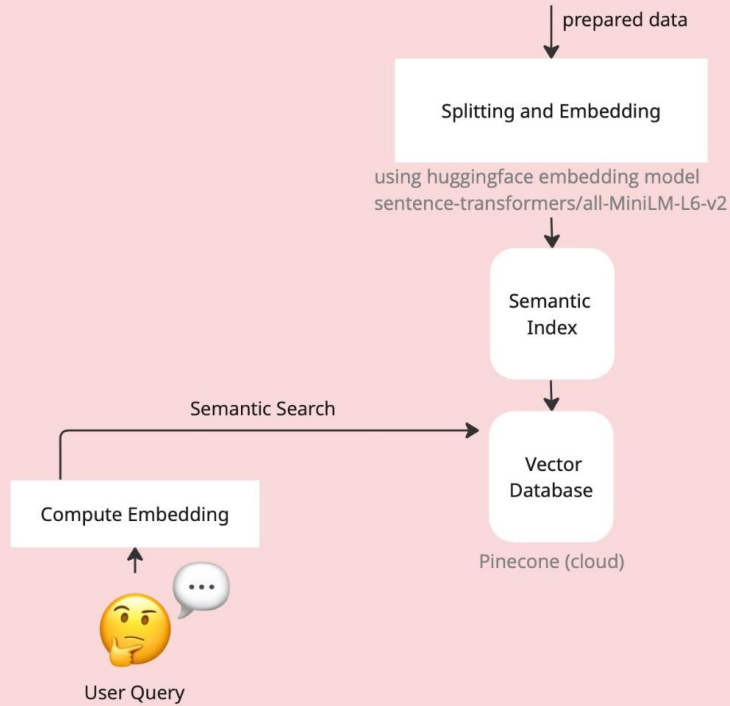 prepared data
Splitting and Embedding
using huggingface embedding model
sentence-transformers/all-MiniLM-L6-v2
Semantic
Index
Semantic Search
Vector
Database
Compute Embedding
Pinecone (cloud)
User Query